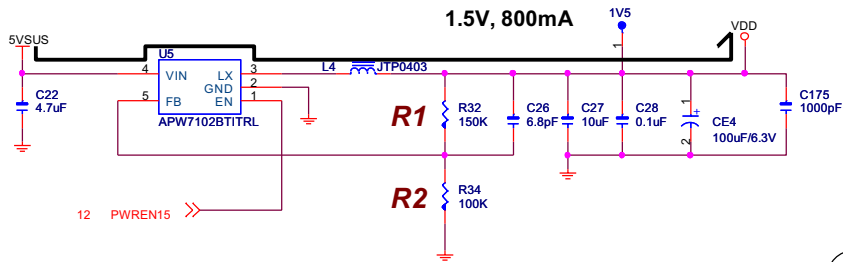 1.5V, 800mA
1V5
VDD
1
5VSUS
U5
L4 JTP0403
4 VIN LX 3
GND 2
5 FB EN 1
APW7102BTITRL
C22
4.7uF
R1
R32
150K
C26
6.8pF
C27
10uF
C28
0.1uF
1
+
CE4
100uF/6.3V
2
C175
1000pF
R2
R34
100K
12 PWREN15